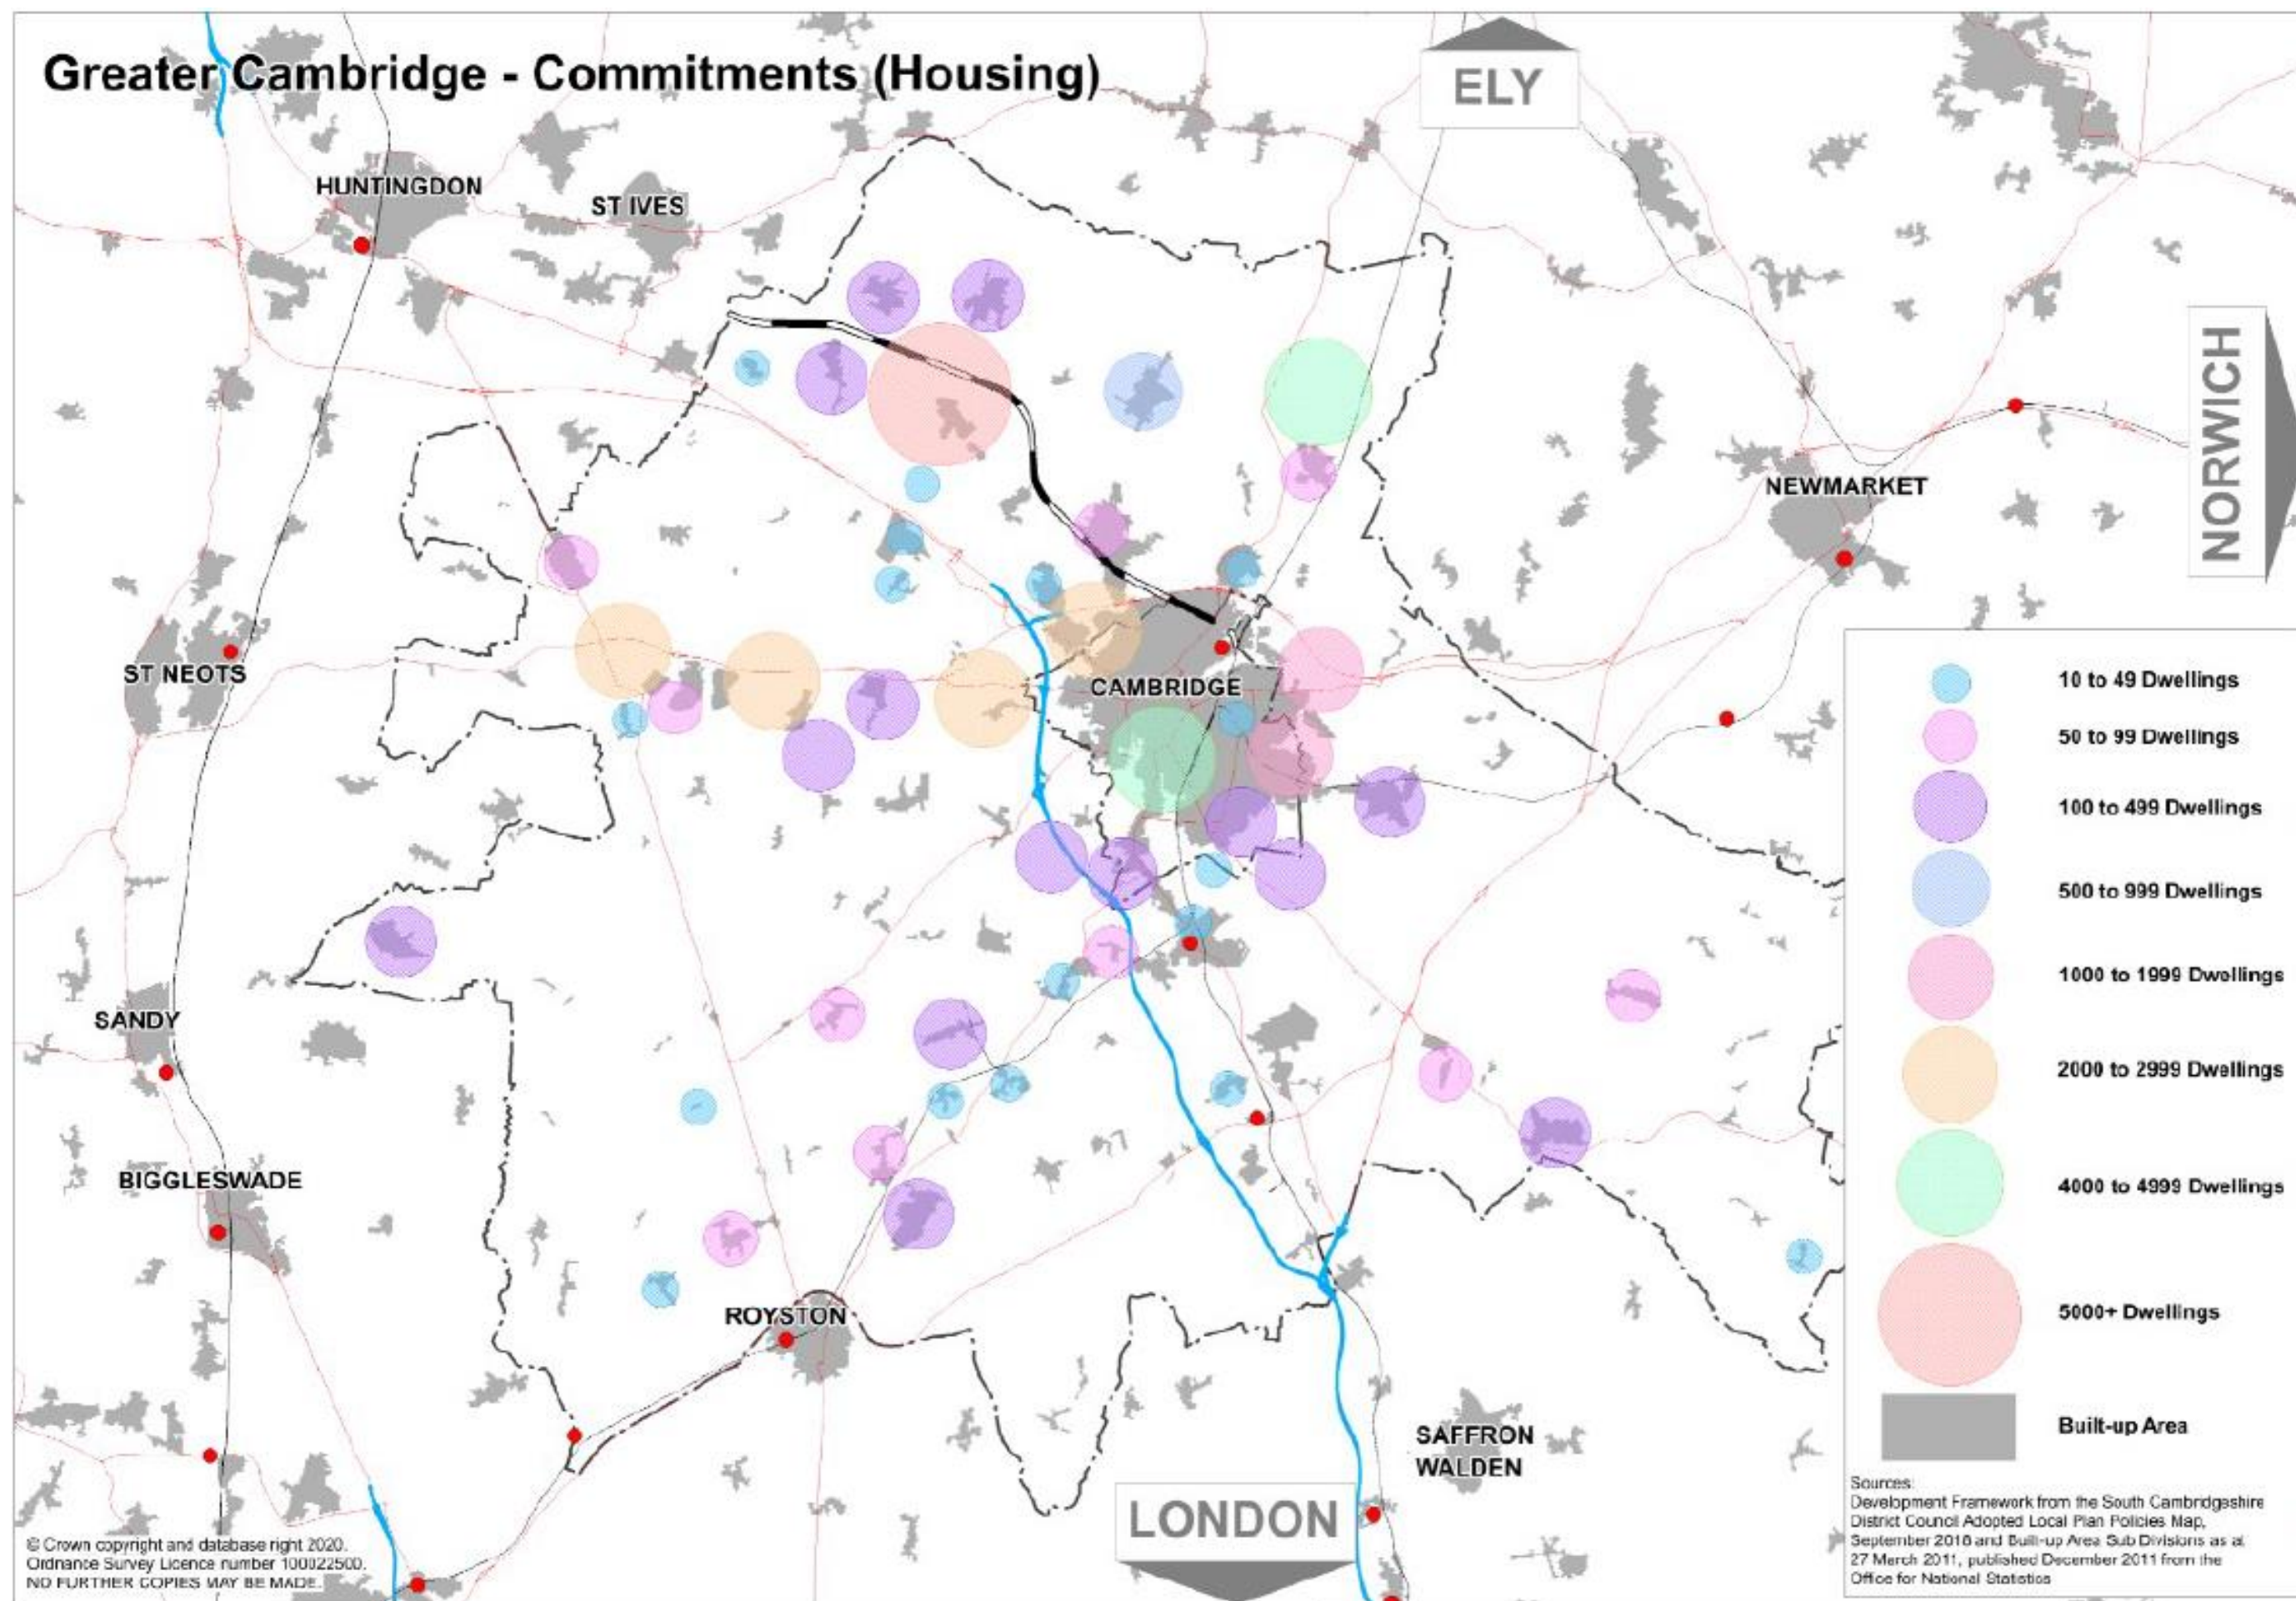 Greater Cambridge - Commitments (Housing)
ELY
HUNTINGDON
ST IVES
NORWICH
NEWMARKET
ST NEOTS
CAMBRIDGE
SANDY
BIGGLESWADE
ROYSTON
SAFFRON
WALDEN
LONDON
10 to 49 Dwellings
50 to 99 Dwellings
100 to 499 Dwellings
500 to 999 Dwellings
1000 to 1999 Dwellings
2000 to 2999 Dwellings
4000 to 4999 Dwellings
5000+ Dwellings
Built-up Area
Sources:
Development Framework from the South Cambridgeshire
District Council Adopted Local Plan Policies Map,
September 2018 and Built-up Area Sub Divisions as at
27 March 2011, published December 2011 from the
Office for National Statistics
© Crown copyright and database right 2020.
Ordnance Survey Licence number 100022500.
NO FURTHER COPIES MAY BE MADE.